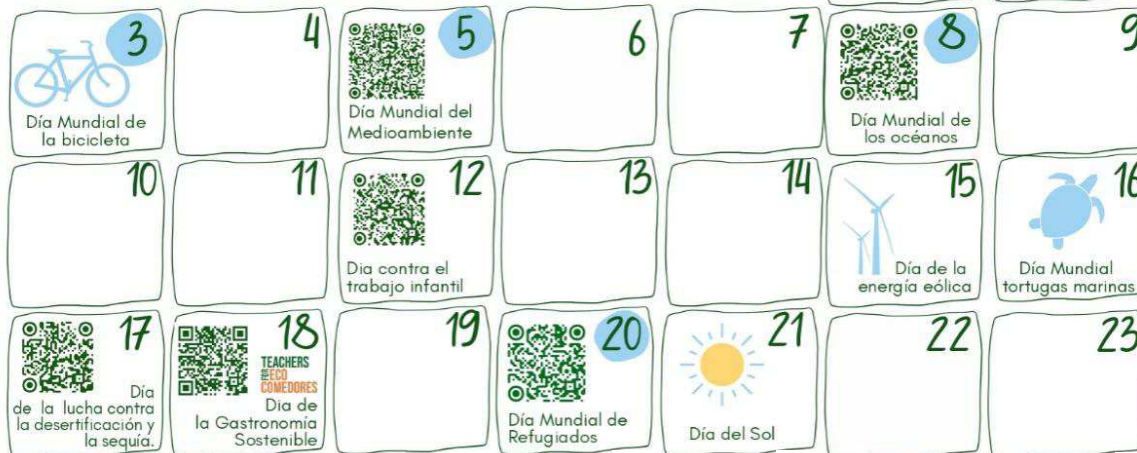 3
Día Mundial de
la bicicleta
4
5
Día Mundial del
Medioambiente
6
7
8
Día Mundial de
los océanos
9
10
11
12
Dia contra el
trabajo infantil
13
14
15
Día de la
energía eólica
16
Día Mundial
tortugas marinas
17
Día
de la lucha contra
la desertificación y
la sequía.
18
TEACHERS
FOR ECO
COMEDORES
Dia de
la Gastronomía
Sostenible
19
20
Día Mundial de
Refugiados
21
Día del Sol
22
23